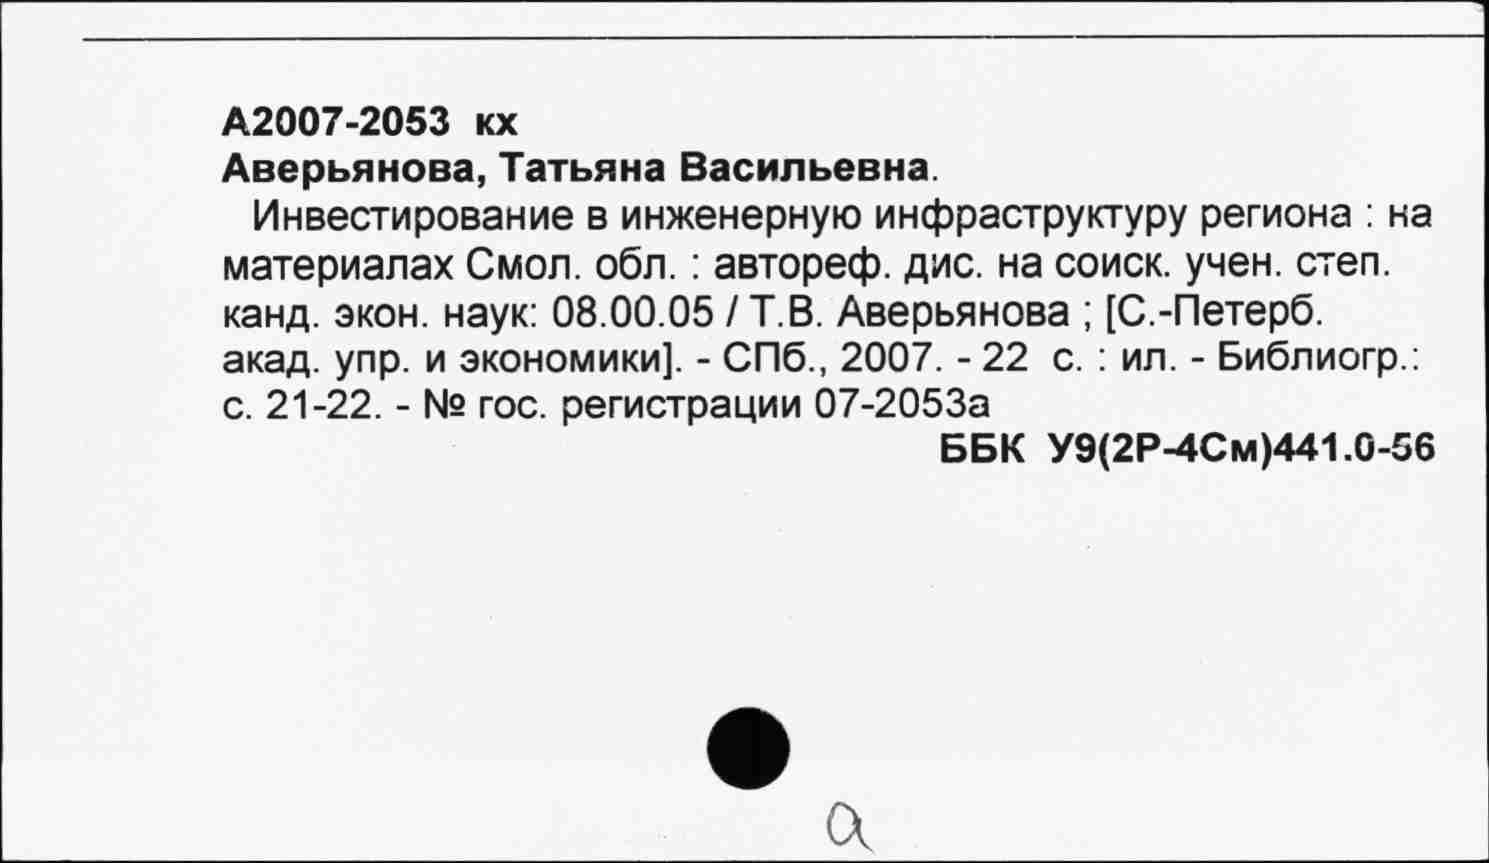 А2007-2053 кх
Аверьянова, Татьяна Васильевна.
Инвестирование в инженерную инфраструктуру региона : на
материалах Смол. обл. : автореф. дис. на соиск. учен. степ.
канд. экон. наук: 08.00.05 / Т.В. Аверьянова ; [С.-Петерб.
акад. упр. и экономики]. - СПб., 2007. - 22 с. : ил. - Библиогр.:
с. 21-22. - № гос. регистрации 07-2053а
ББК У9(2Р-4См)441.0-56
а